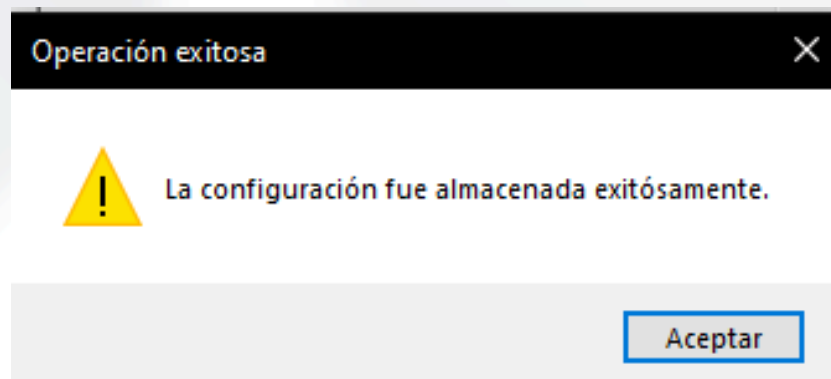 Operación exitosa
La configuración fue almacenada exitósamente.
Aceptar